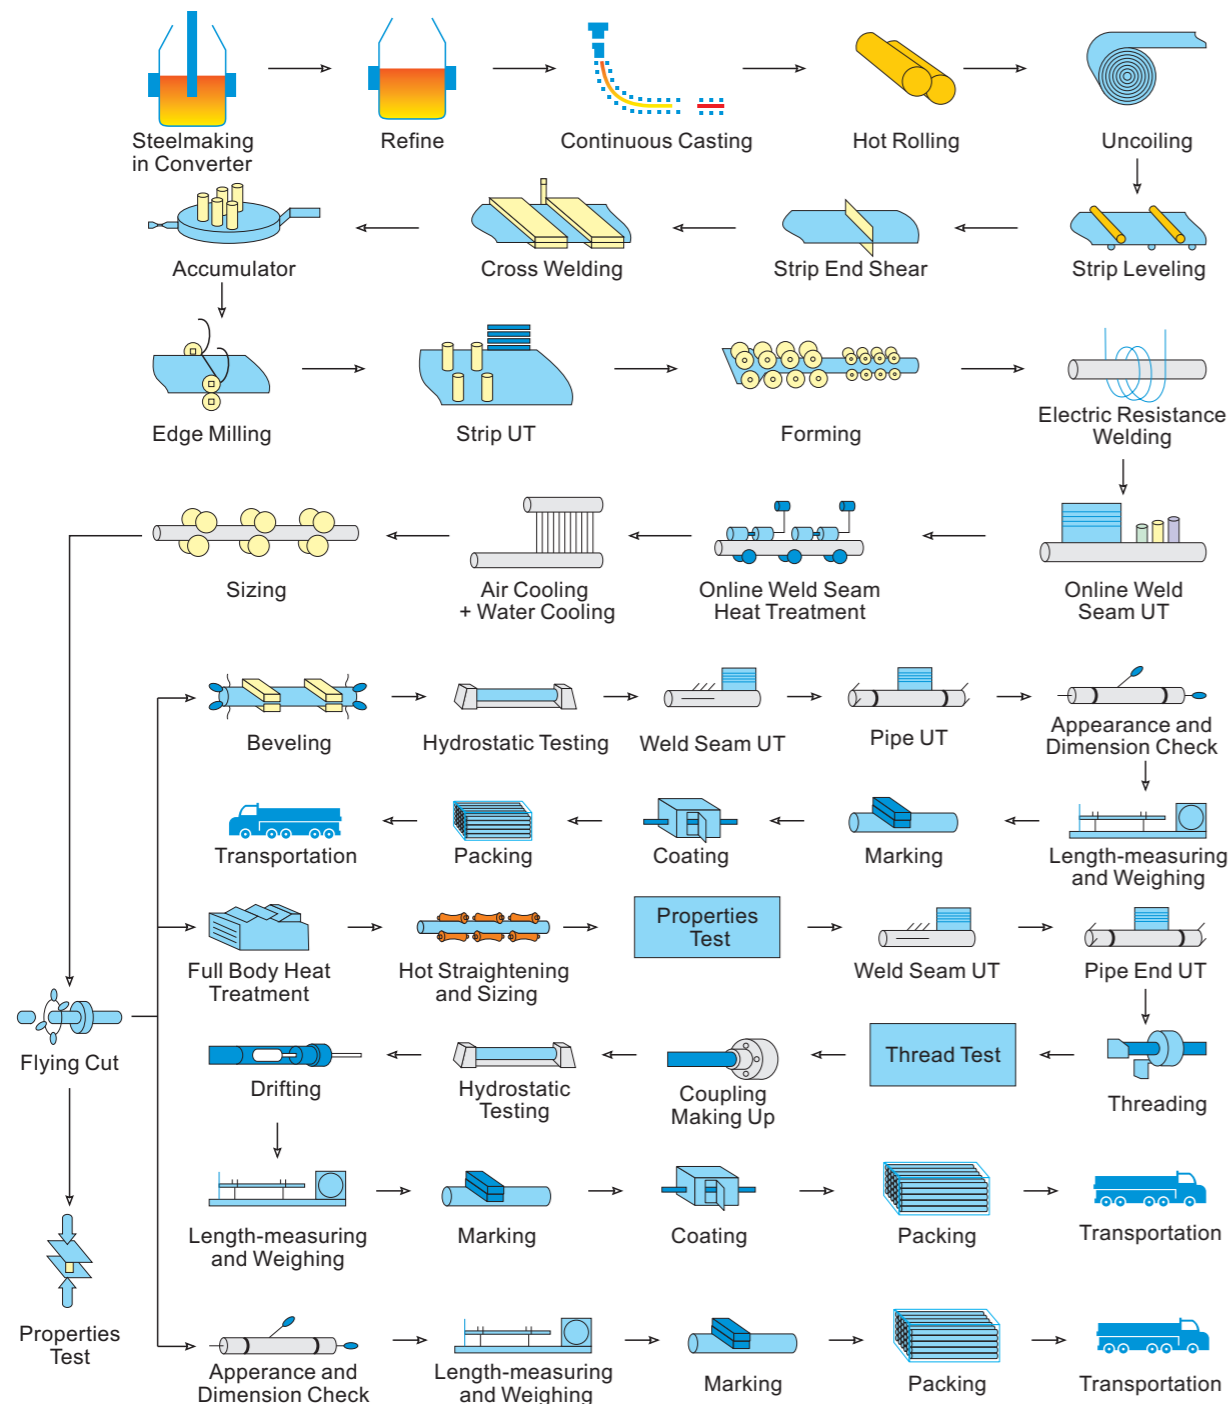 Steelmaking
in Converter
Refine
Continuous Casting
Hot Rolling
Uncoiling
Accumulator
Cross Welding
Strip End Shear
Strip Leveling
Edge Milling
Strip UT
Forming
Electric Resistance
Welding
Sizing
Air Cooling
+ Water Cooling
Online Weld Seam
Heat Treatment
Online Weld
Seam UT
Beveling
Hydrostatic Testing
Weld Seam UT
Pipe UT
Appearance and
Dimension Check
Transportation
Packing
Coating
Marking
Length-measuring
and Weighing
Full Body Heat
Treatment
Hot Straightening
and Sizing
Properties
Test
Weld Seam UT
Pipe End UT
Flying Cut
Drifting
Hydrostatic
Testing
Coupling
Making Up
Thread Test
Threading
Length-measuring
and Weighing
Marking
Coating
Packing
Transportation
Properties
Test
Apperance and
Dimension Check
Length-measuring
and Weighing
Marking
Packing
Transportation